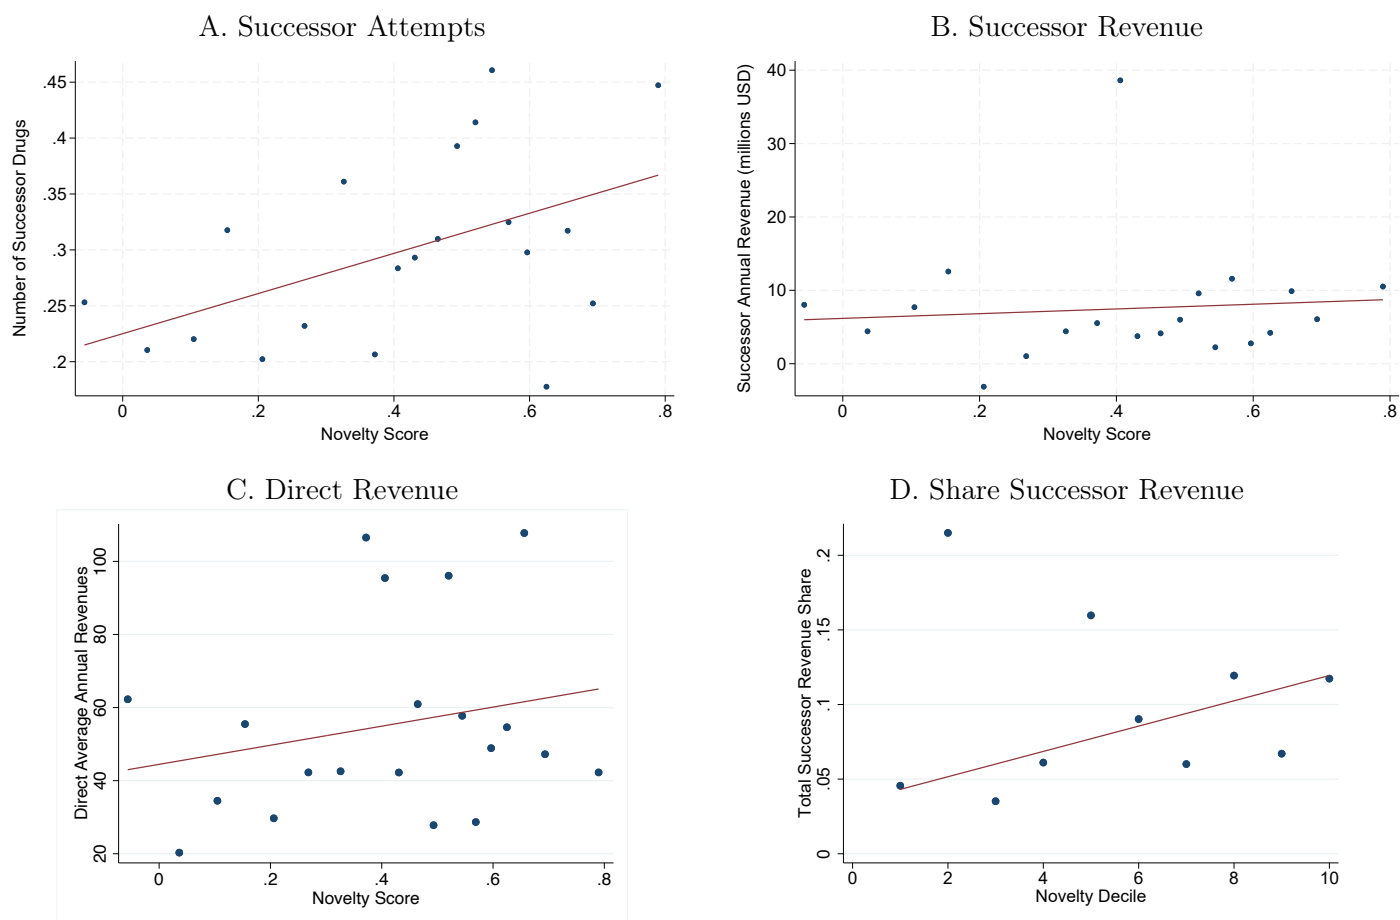 A. Successor Attempts
Number of Successor Drugs
.45
.4
.35
.3
.25
.2
0 .2 .4 .6 .8
Novelty Score
B. Successor Revenue
Successor Annual Revenue (millions USD)
40
30
20
10
0
0 .2 .4 .6 .8
Novelty Score
C. Direct Revenue
Direct Average Annual Revenues
100
80
60
40
20
0 .2 .4 .6 .8
Novelty Score
D. Share Successor Revenue
Total Successor Revenue Share
.2
.15
.1
.05
0
0 2 4 6 8 10
Novelty Decile